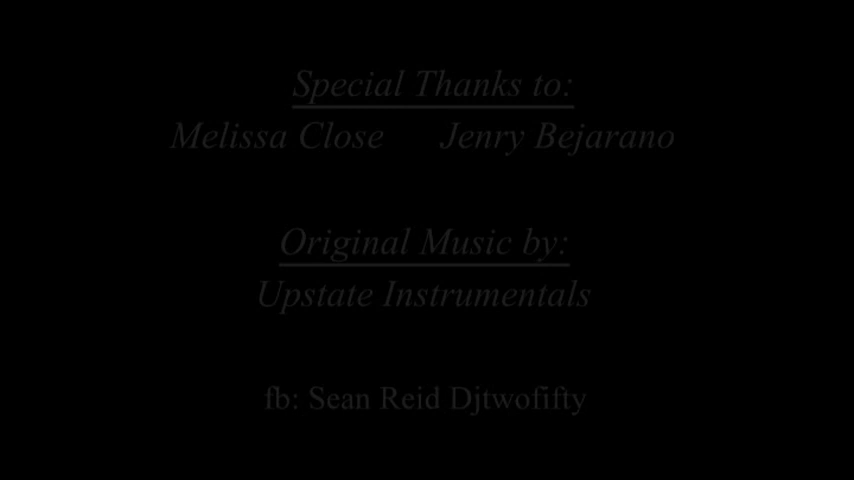 Special Thanks to:
Melissa Close Jenry Bejarano
Original Music by:
Upstate Instrumentals
fb: Sean Reid Djtwofifty